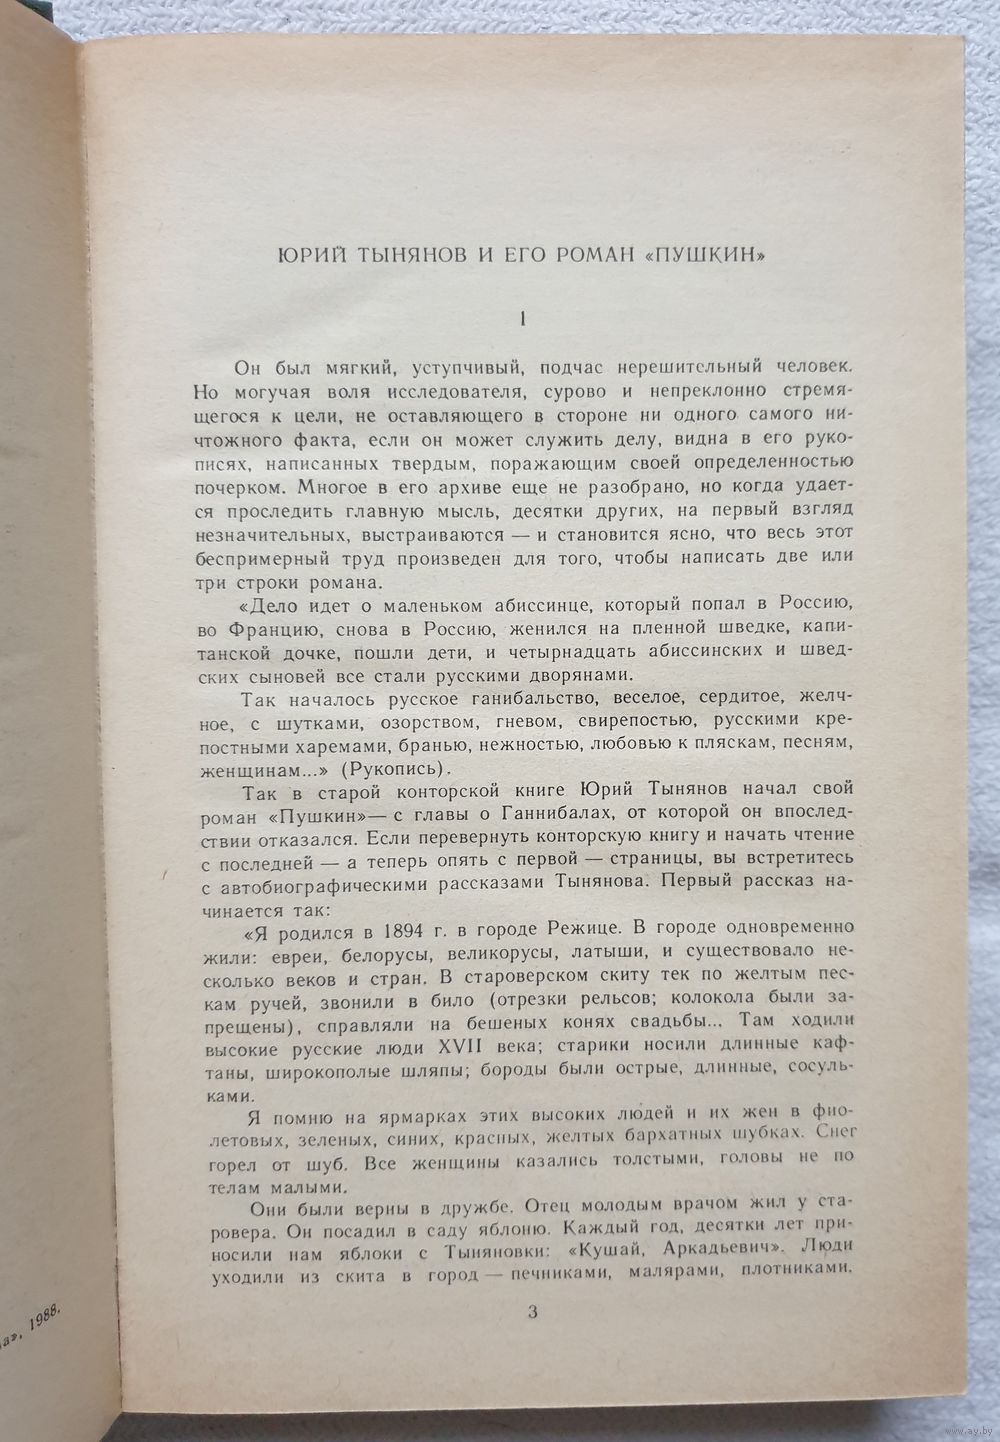 ЮРИЙ ТЫНЯНОВ И ЕГО РОМАН «ПУШКИН»
1
Он был мягкий, уступчивый, подчас нерешительный человек.
Но могучая воля исследователя, сурово и непреклонно стремя-
щегося к цели, не оставляющего в стороне ни одного самого ни-
чтожного факта, если он может служить делу, видна в его руко-
писях, написанных твердым, поражающим своей определенностью
почерком. Многое в его архиве еще не разобрано, но когда удает-
ся проследить главную мысль, десятки других, на первый взгляд
незначительных, выстраиваются — и становится ясно, что весь этот
беспримерный труд произведен для того, чтобы написать две или
три строки романа.
«Дело идет о маленьком абиссинце, который попал в Россию,
во Францию, снова в Россию, женился на пленной шведке, капи-
танской дочке, пошли дети, и четырнадцать абиссинских и швед-
ских сыновей все стали русскими дворянами.
Так началось русское ганибальство, веселое, сердитое, желч-
ное, с шутками, озорством, гневом, свирепостью, русскими кре-
постными харемами, бранью, нежностью, любовью к пляскам, песням,
женщинам...» (Рукопись).
Так в старой конторской книге Юрий Тынянов начал свой
роман «Пушкин»— с главы о Ганнибалах, от которой он впослед-
ствии отказался. Если перевернуть конторскую книгу и начать чтение
с последней — а теперь опять с первой — страницы, вы встретитесь
с автобиографическими рассказами Тынянова. Первый рассказ на-
чинается так:
«Я родился в 1894 г. в городе Режице. В городе одновременно
жили: евреи, белорусы, великорусы, латыши, и существовало не-
сколько веков и стран. В староверском скиту тек по желтым пес-
кам ручей, звонили в било (отрезки рельсов; колокола были за-
прещены), справляли на бешеных конях свадьбы... Там ходили
высокие русские люди XVII века; старики носили длинные каф-
таны, широкополые шляпы; бороды были острые, длинные, сосуль-
ками.
Я помню на ярмарках этих высоких людей и их жен в фио-
летовых, зеленых, синих, красных, желтых бархатных шубках. Снег
горел от шуб. Все женщины казались толстыми, головы не по
телам малыми.
Они были верны в дружбе. Отец молодым врачом жил у ста-
ровера. Он посадил в саду яблоню. Каждый год, десятки лет при-
носили нам яблоки с Тыняновки: «Кушай, Аркадьевич». Люди
уходили из скита в город — печниками, малярами, плотниками.
3
а», 1988.
www.ay.by